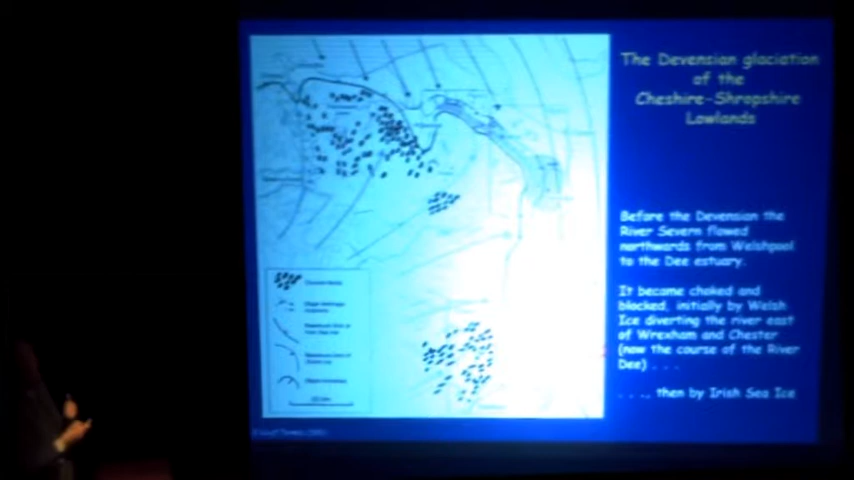 The Devensian glaciation
of the
Cheshire-Shropshire
Lowlands
Before the Devensian the
River Severn flowed
northwards from Welshpool
to the Dee estuary.
It became choked and
blocked, initially by Welsh
Ice diverting the river east
of Wrexham and Chester
(now the course of the River
Dee) . . .
. . ., then by Irish Sea Ice